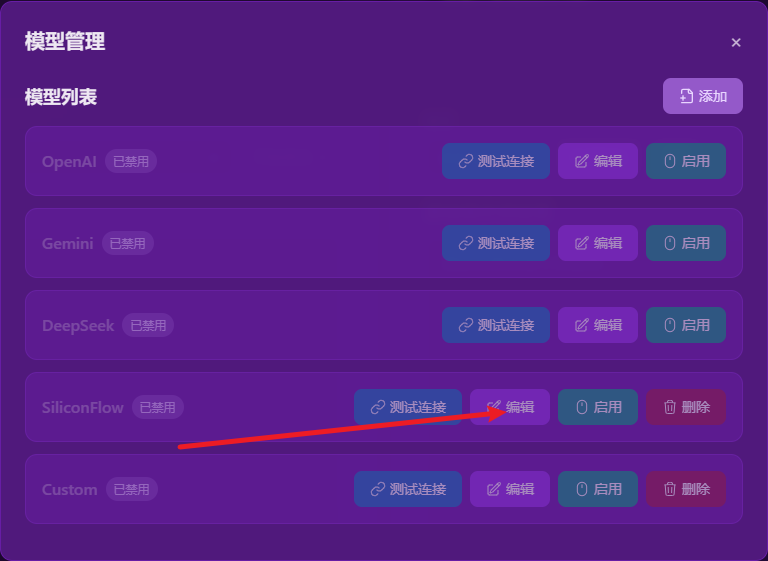 模型管理
模型列表
添加
OpenAI 已禁用 测试连接 编辑 启用
Gemini 已禁用 测试连接 编辑 启用
DeepSeek 已禁用 测试连接 编辑 启用
SiliconFlow 已禁用 测试连接 编辑 启用 删除
Custom 已禁用 测试连接 编辑 启用 删除